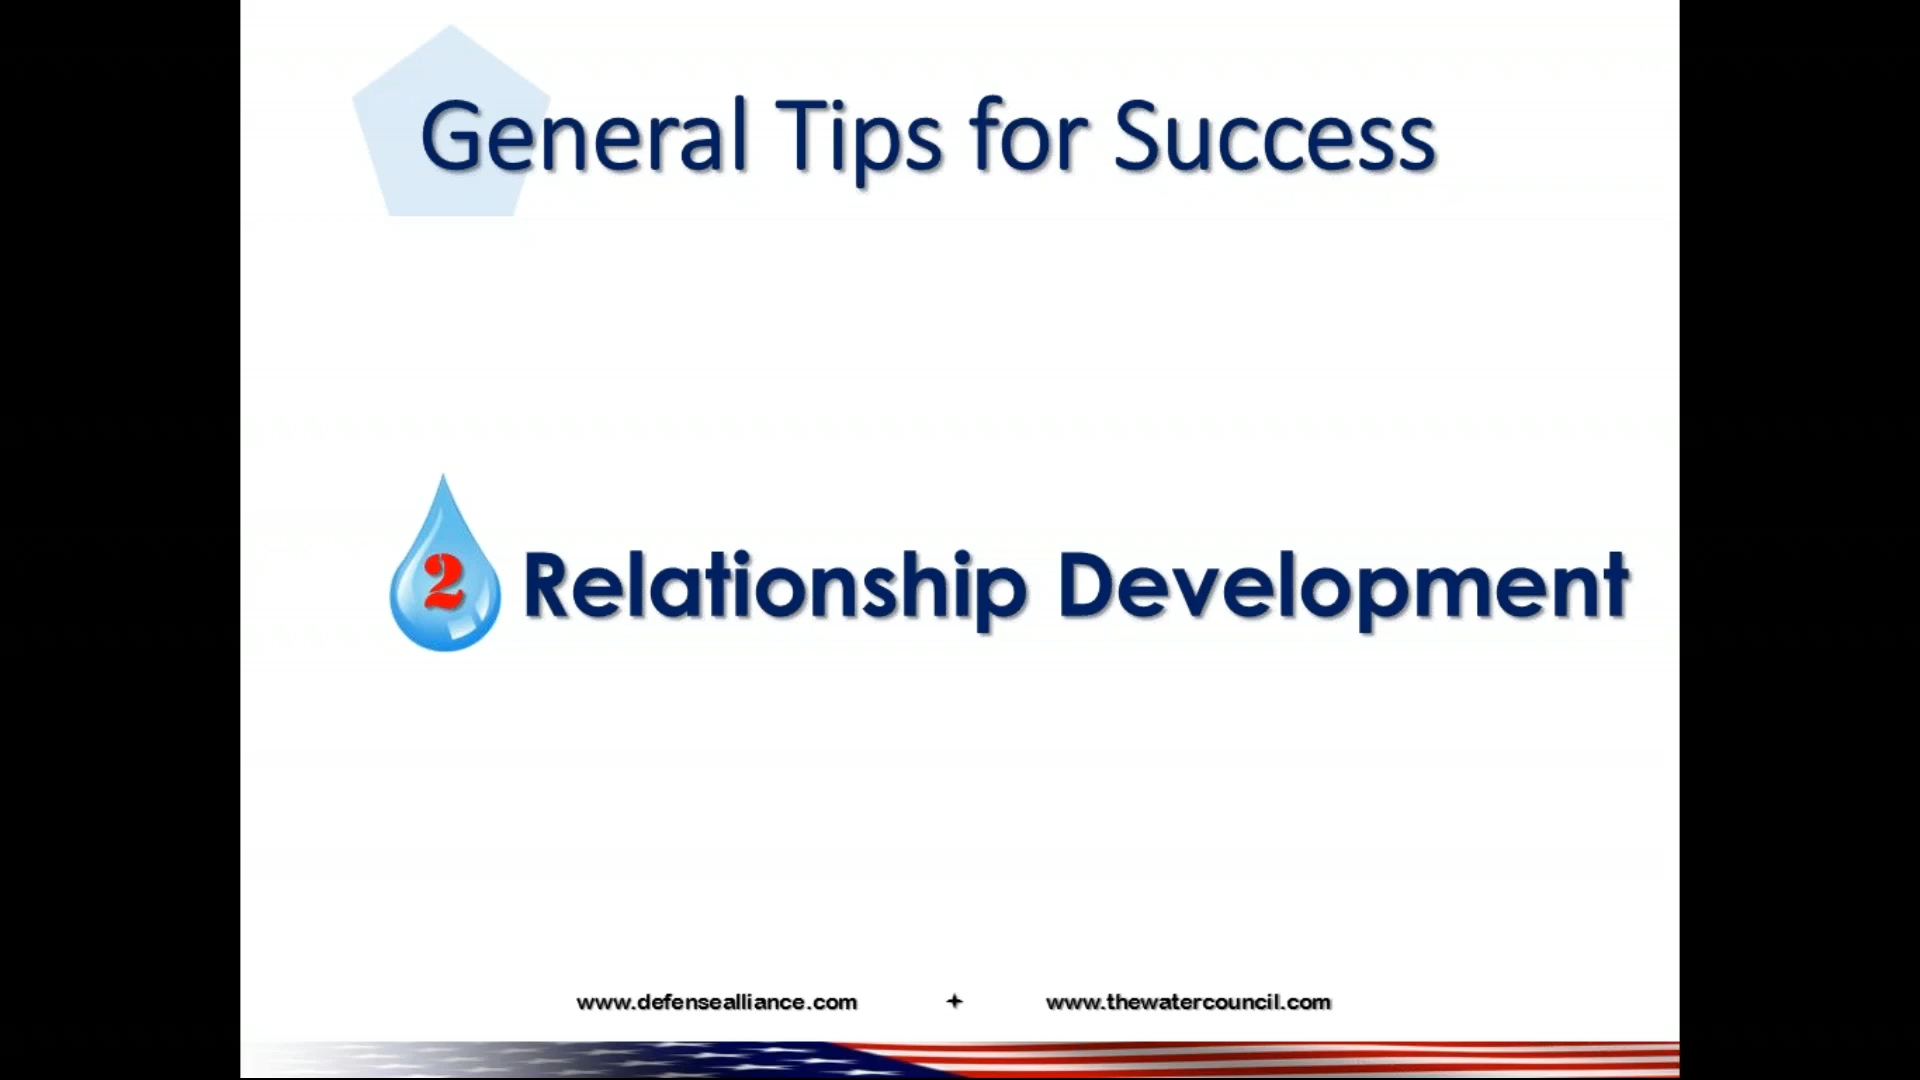 General Tips for Success
2 Relationship Development
www.defensealliance.com + www.thewatercouncil.com